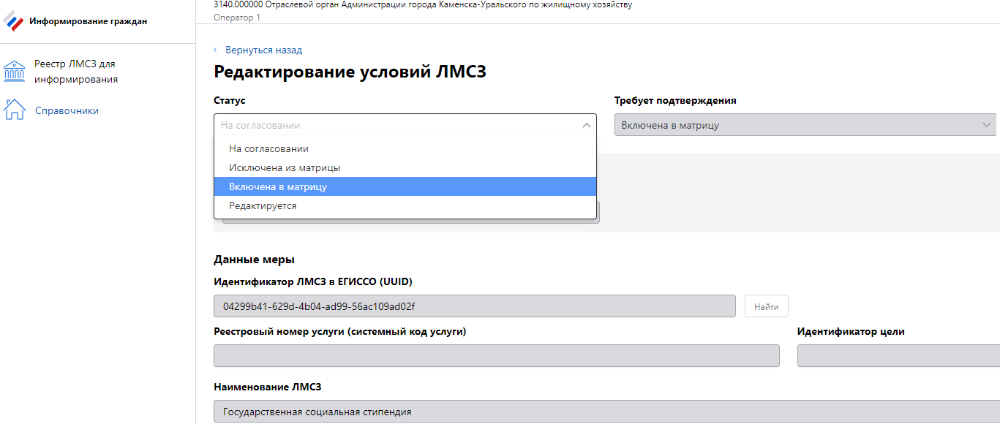 3140.000000 Отраслевой орган Администрации города Каменска-Уральского по жилищному хозяйству
Оператор 1
Информирование граждан
Реестр ЛМСЗ для
информирования
Справочники
Вернуться назад
Редактирование условий ЛМСЗ
Статус
Требует подтверждения
На согласовании
Включена в матрицу
На согласовании
Исключена из матрицы
Включена в матрицу
Редактируется
Данные меры
Идентификатор ЛМСЗ в ЕГИССО (UUID)
04299b41-629d-4b04-ad99-56ac109ad02f
Найти
Реестровый номер услуги (системный код услуги)
Идентификатор цели
Наименование ЛМСЗ
Государственная социальная стипендия